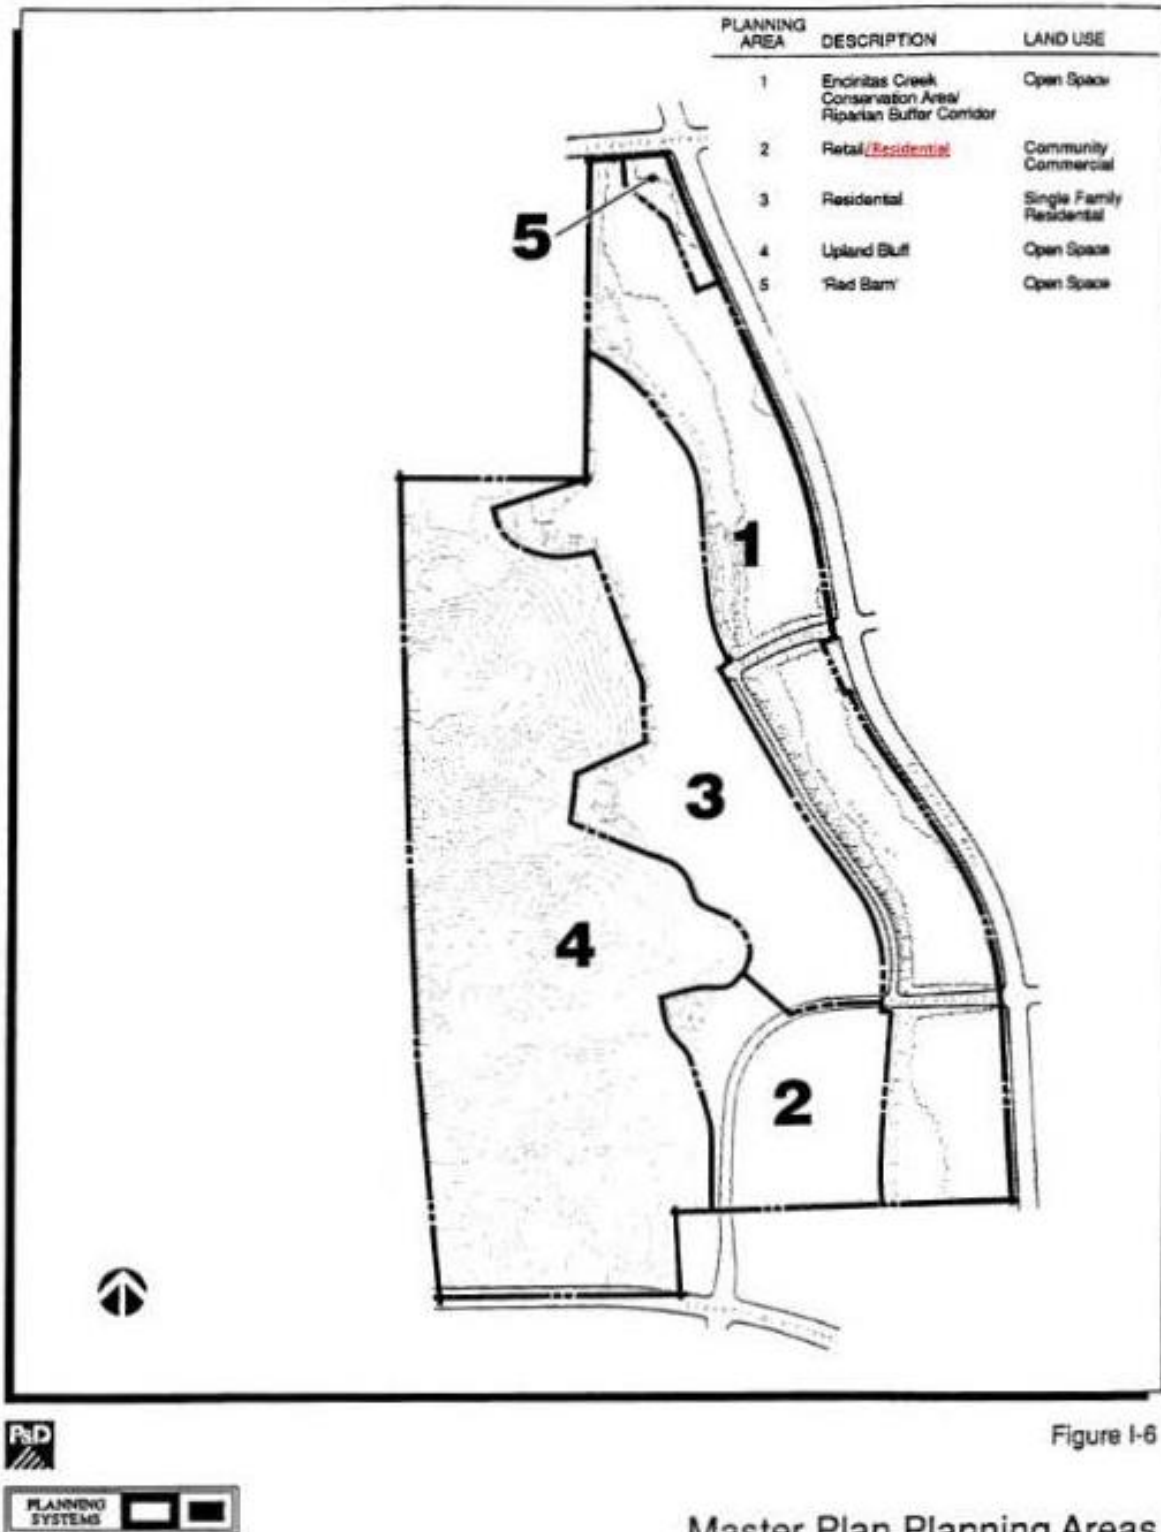 PLANNING AREA DESCRIPTION LAND USE
1 Encinitas Creek Conservation Area/ Riparian Buffer Corridor Open Space
2 Retail/Residential Community Commercial
3 Residential Single Family Residential
4 Upland Bluff Open Space
5 'Red Barn' Open Space
5
1
3
4
2
P&D
Figure I-6
PLANNING
SYSTEMS
Master Plan Planning Areas